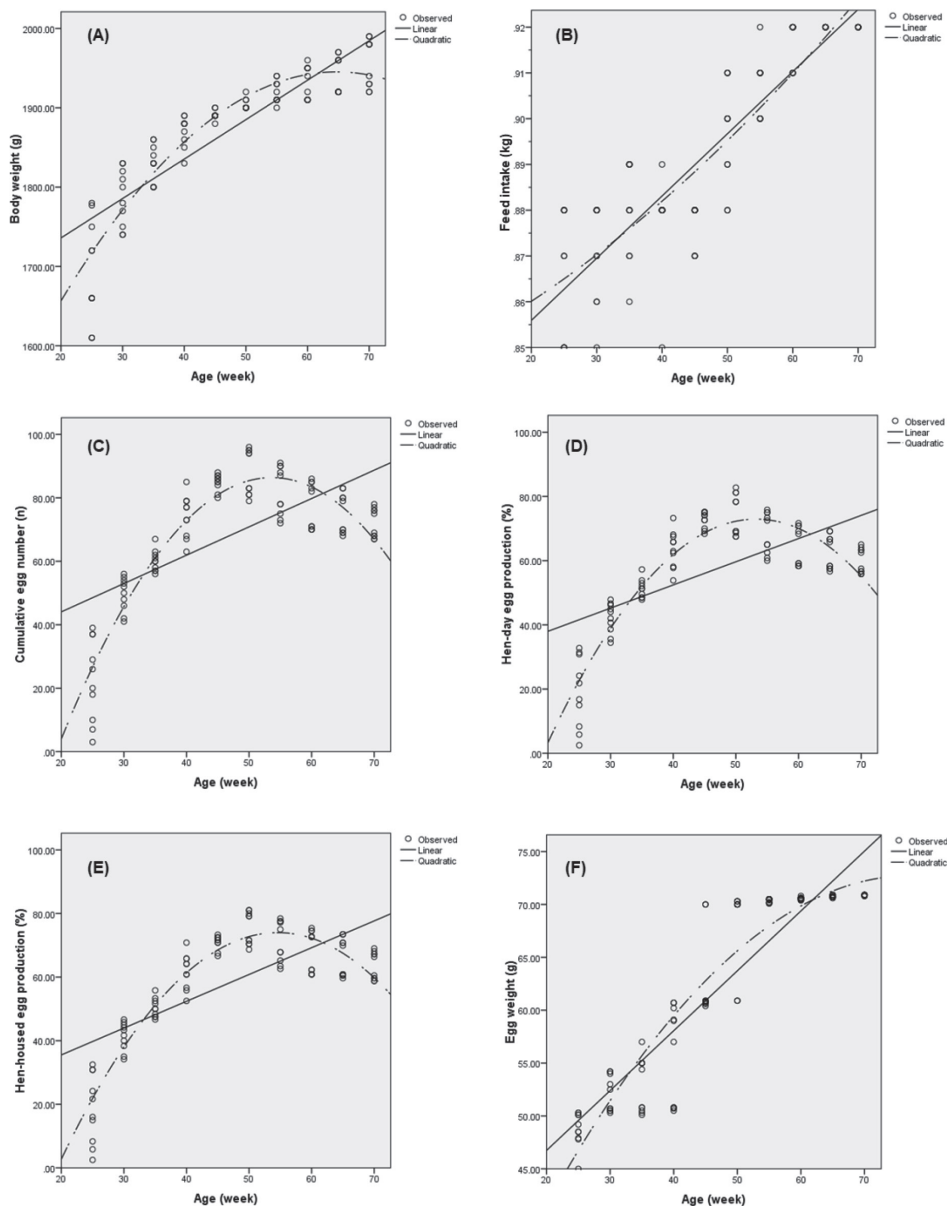 (A)
Body weight (g)
2000.00
1900.00
1800.00
1700.00
1600.00
20 30 40 50 60 70
Age (week)
Observed
Linear
Quadratic
(B)
Feed intake (kg)
.92
.91
.90
.89
.88
.87
.86
.85
20 30 40 50 60 70
Age (week)
Observed
Linear
Quadratic
(C)
Cumulative egg number (n)
100.00
80.00
60.00
40.00
20.00
.00
20 30 40 50 60 70
Age (week)
Observed
Linear
Quadratic
(D)
Hen-day egg production (%)
100.00
80.00
60.00
40.00
20.00
.00
20 30 40 50 60 70
Age (week)
Observed
Linear
Quadratic
(E)
Hen-housed egg production (%)
100.00
80.00
60.00
40.00
20.00
.00
20 30 40 50 60 70
Age (week)
Observed
Linear
Quadratic
(F)
Egg weight (g)
75.00
70.00
65.00
60.00
55.00
50.00
45.00
20 30 40 50 60 70
Age (week)
Observed
Linear
Quadratic